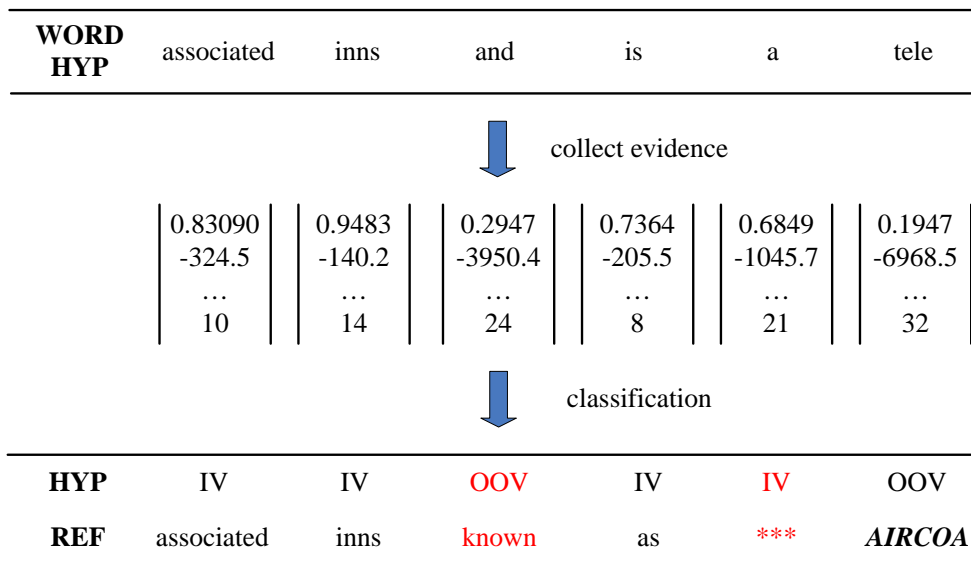 WORD HYP associated inns and is a tele
collect evidence
0.83090 0.9483 0.2947 0.7364 0.6849 0.1947
-324.5 -140.2 -3950.4 -205.5 -1045.7 -6968.5
… … … … … …
10 14 24 8 21 32
classification
HYP IV IV OOV IV IV OOV
REF associated inns known as *** AIRCOA